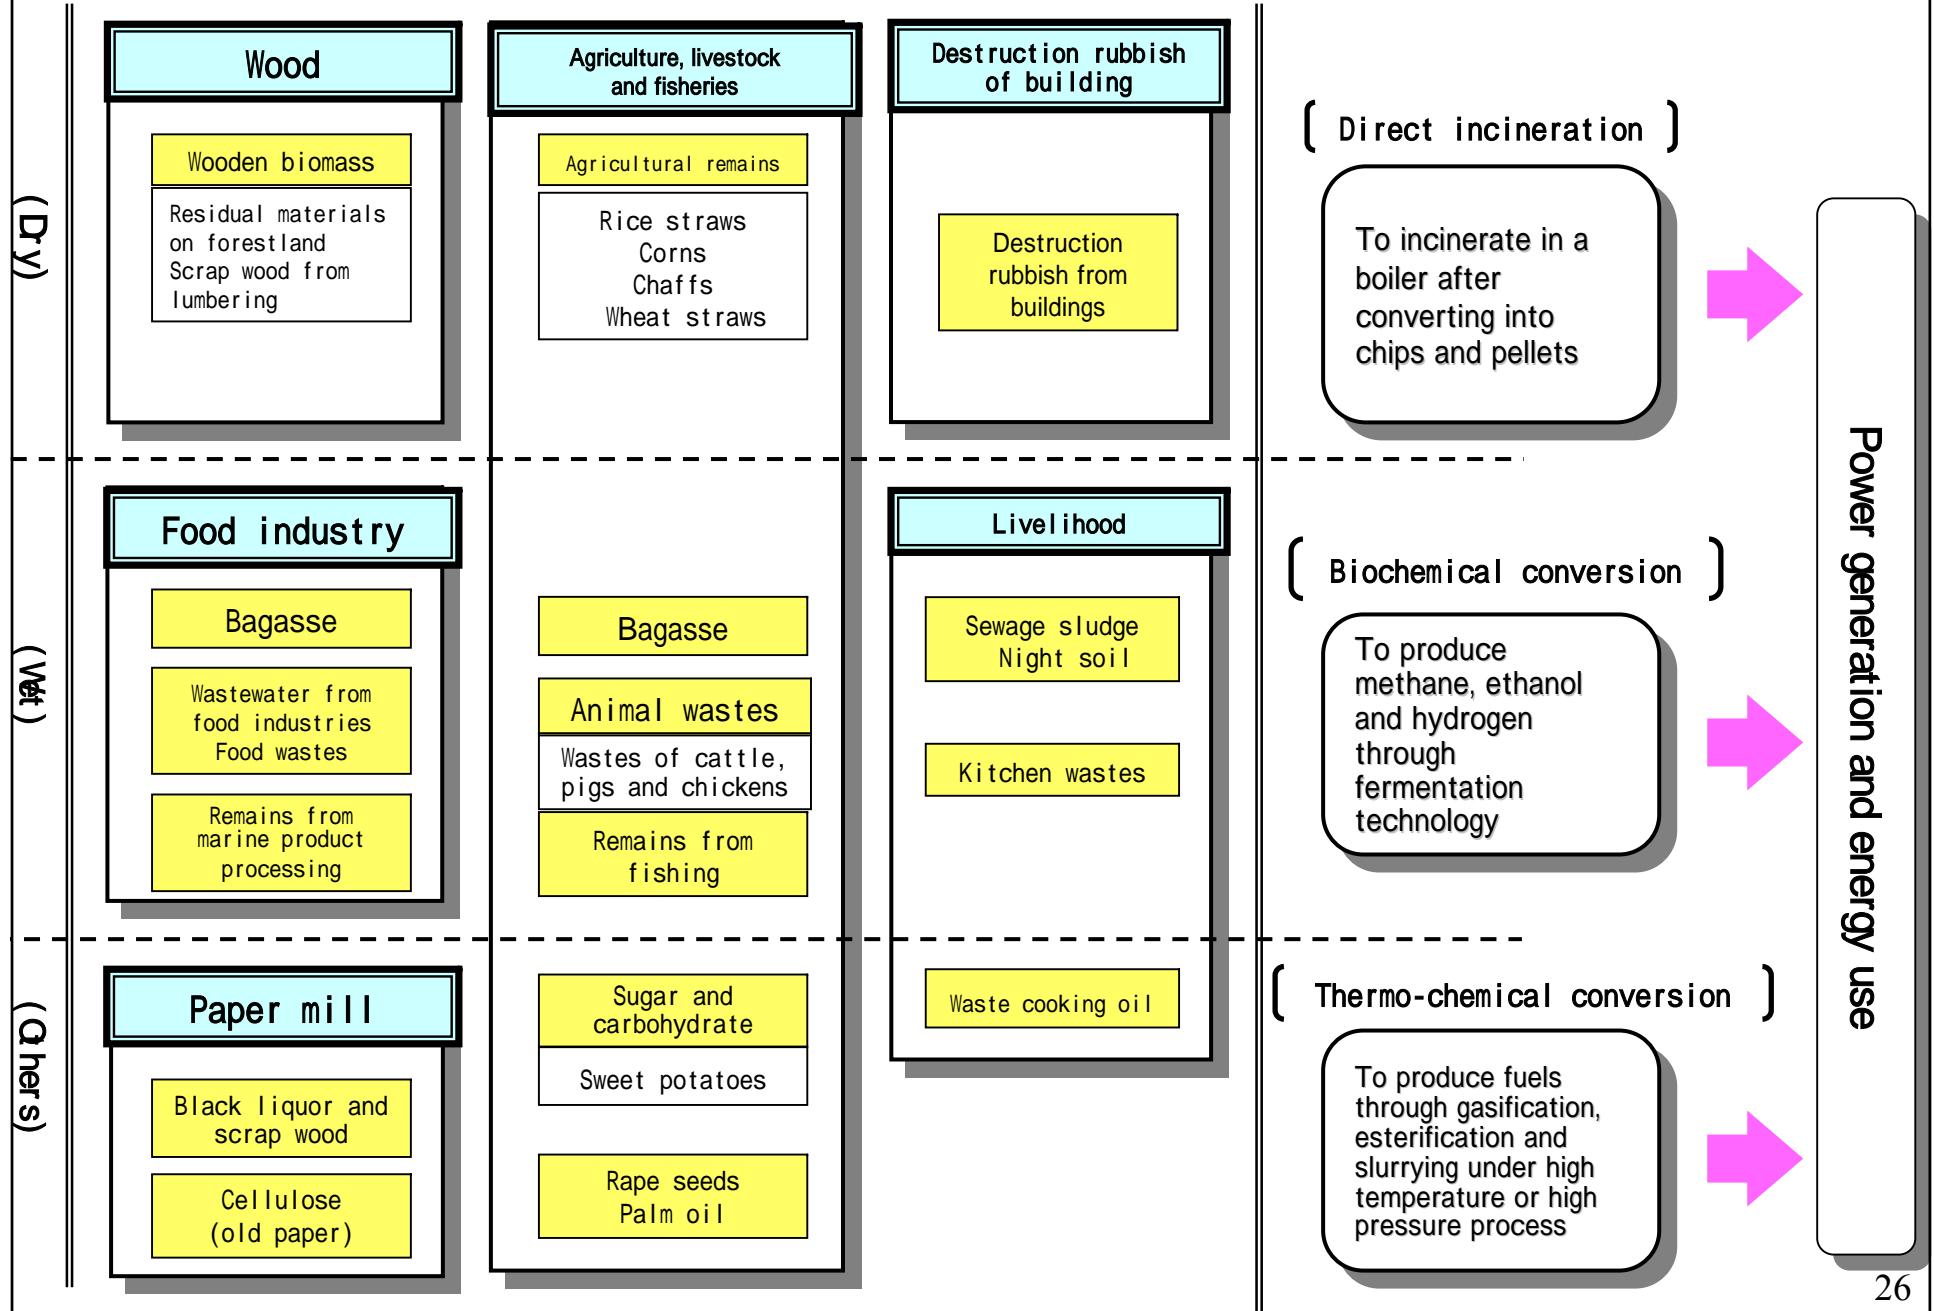 (Dry)
Wood
Wooden biomass
Residual materials
on forestland
Scrap wood from
lumbering
Agriculture, livestock
and fisheries
Agricultural remains
Rice straws
Corns
Chaffs
Wheat straws
Destruction rubbish
of building
Destruction
rubbish from
buildings
Direct incineration
To incinerate in a
boiler after
converting into
chips and pellets
(Wet)
Food industry
Bagasse
Wastewater from
food industries
Food wastes
Remains from
marine product
processing
Bagasse
Animal wastes
Wastes of cattle,
pigs and chickens
Remains from
fishing
Livelihood
Sewage sludge
Night soil
Kitchen wastes
Biochemical conversion
To produce
methane, ethanol
and hydrogen
through
fermentation
technology
(Others)
Paper mill
Black liquor and
scrap wood
Cellulose
(old paper)
Sugar and
carbohydrate
Sweet potatoes
Rape seeds
Palm oil
Waste cooking oil
Thermo-chemical conversion
To produce fuels
through gasification,
esterification and
slurrying under high
temperature or high
pressure process
Power generation and energy use
26